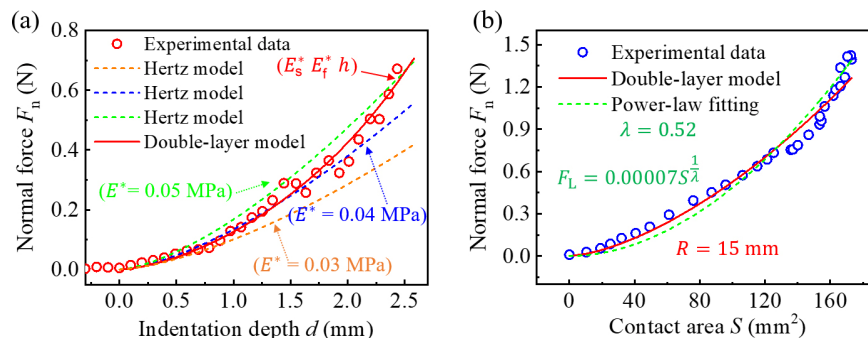 (a)
Normal force Fn (N)
0.8
0.6
0.4
0.2
0.0
Experimental data
Hertz model
Hertz model
Hertz model
Double-layer model
(E*s E*f h)
(E* = 0.05 MPa)
(E* = 0.04 MPa)
(E* = 0.03 MPa)
0.0 0.5 1.0 1.5 2.0 2.5
Indentation depth d (mm)
(b)
Normal force Fn (N)
1.5
1.2
0.9
0.6
0.3
0.0
Experimental data
Double-layer model
Power-law fitting
λ = 0.52
FL = 0.00007S^(1/λ)
R = 15 mm
0 40 80 120 160
Contact area S (mm²)